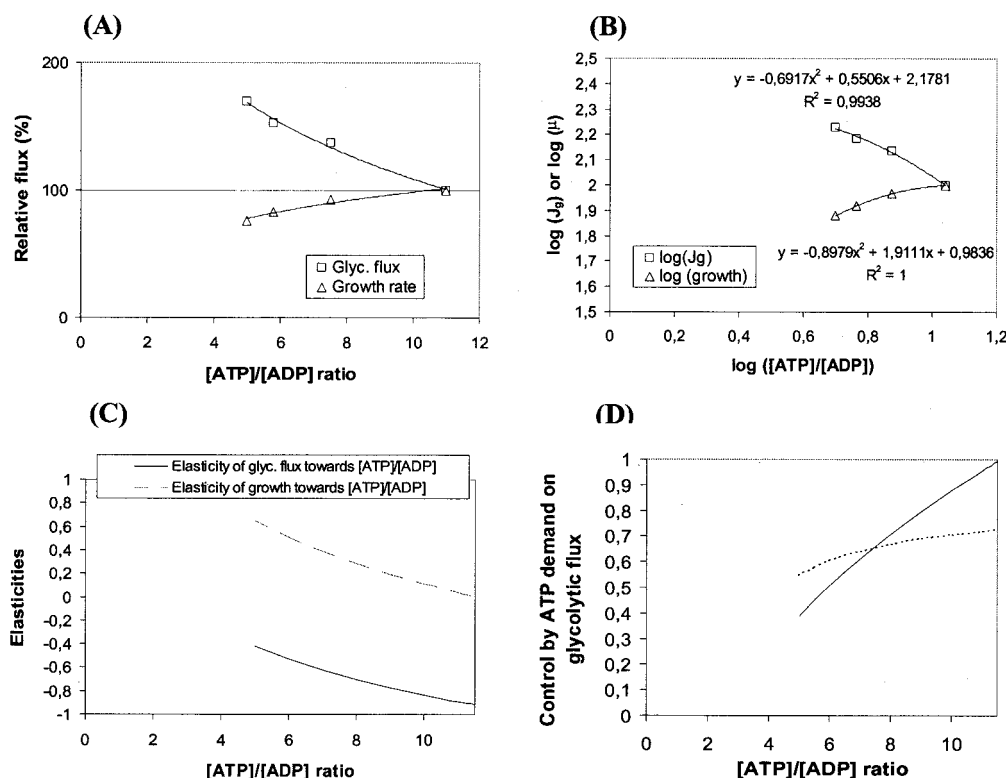 (A)
200
100
0
Relative flux (%)
□ Glyc. flux
△ Growth rate
0 2 4 6 8 10 12
[ATP]/[ADP] ratio
(B)
y = -0,6917x² + 0,5506x + 2,1781
R² = 0,9938
2,5
2,4
2,3
2,2
2,1
2
1,9
1,8
1,7
1,6
1,5
log (Jg) or log (μ)
y = -0,8979x² + 1,9111x + 0,9836
R² = 1
□ log(Jg)
△ log (growth)
0 0,2 0,4 0,6 0,8 1 1,2
log ([ATP]/[ADP])
(C)
Elasticity of glyc. flux towards [ATP]/[ADP]
Elasticity of growth towards [ATP]/[ADP]
1
0,8
0,6
0,4
0,2
0
-0,2
-0,4
-0,6
-0,8
-1
Elasticities
0 2 4 6 8 10
[ATP]/[ADP] ratio
(D)
1
0,9
0,8
0,7
0,6
0,5
0,4
0,3
0,2
0,1
0
Control by ATP demand on
glycolytic flux
0 2 4 6 8 10
[ATP]/[ADP] ratio